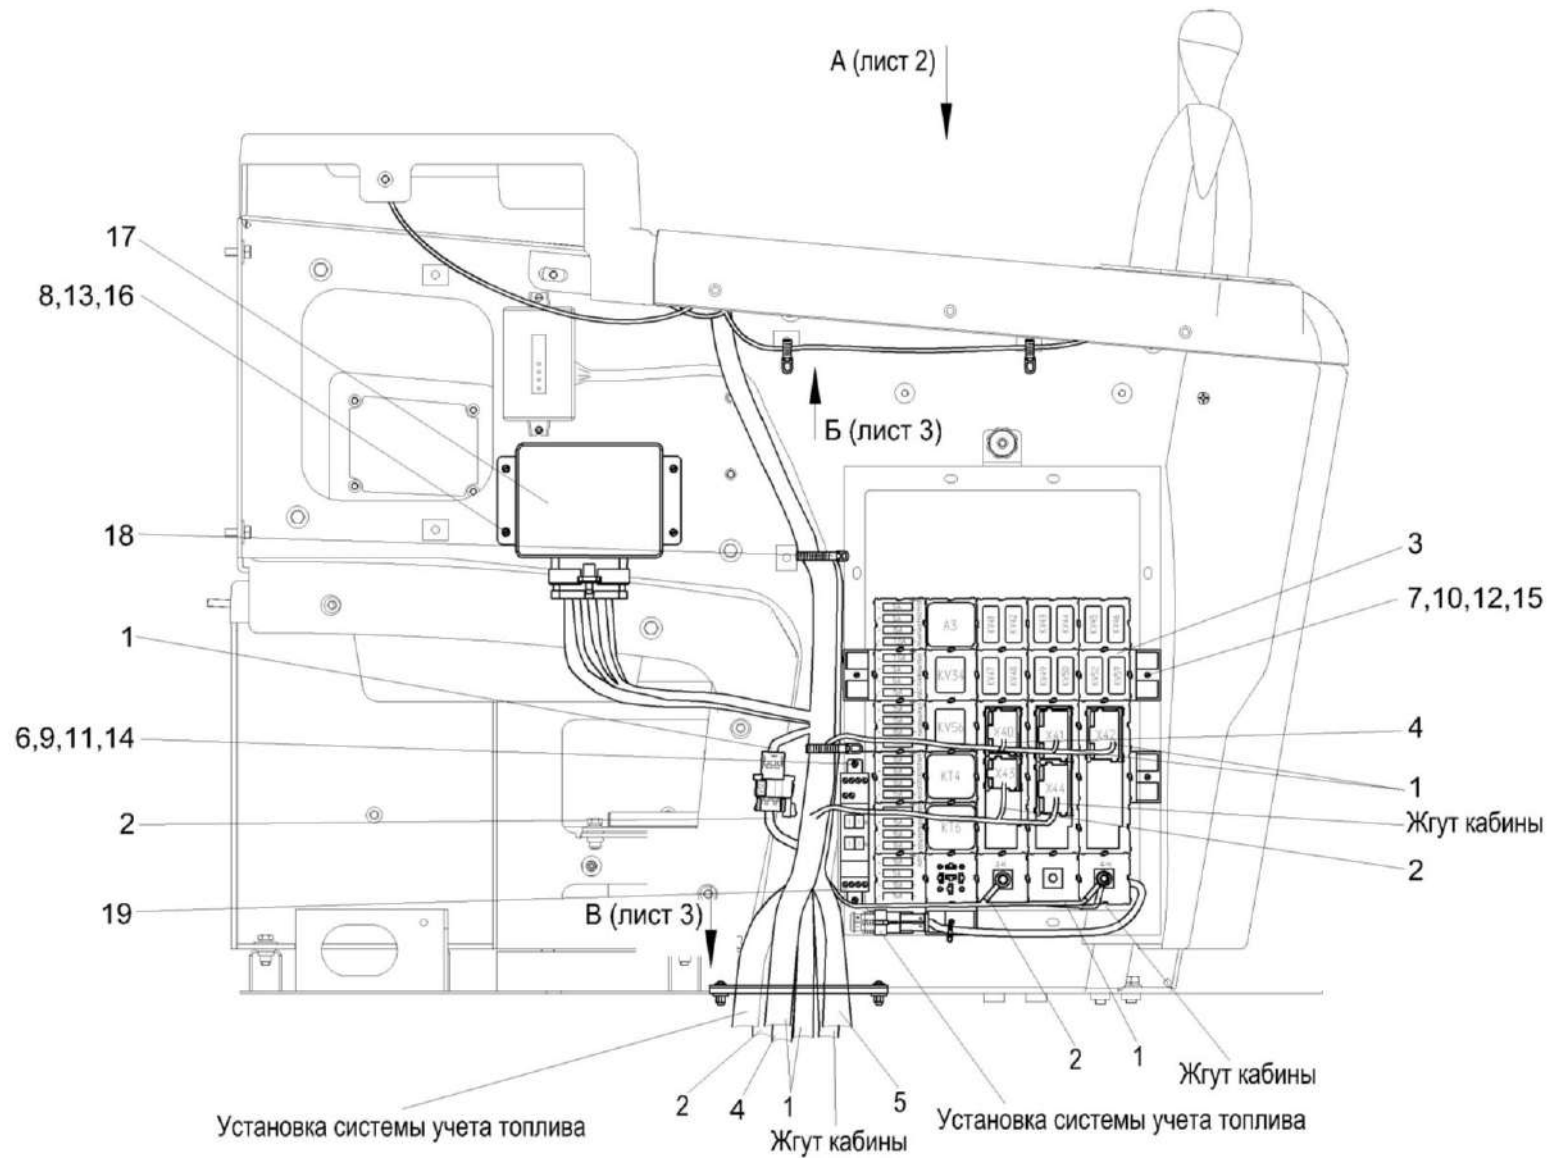 А (лист 2)
17
8,13,16
Б (лист 3)
18
3
7,10,12,15
1
A3
KV34
6,9,11,14
KV56
X40
X41
X42
4
1
KT4
X43
X44
Жгут кабины
2
KT6
2
19
В (лист 3)
2
1
Жгут кабины
2
4
1
5
Установка системы учета топлива
Жгут кабины
Установка системы учета топлива